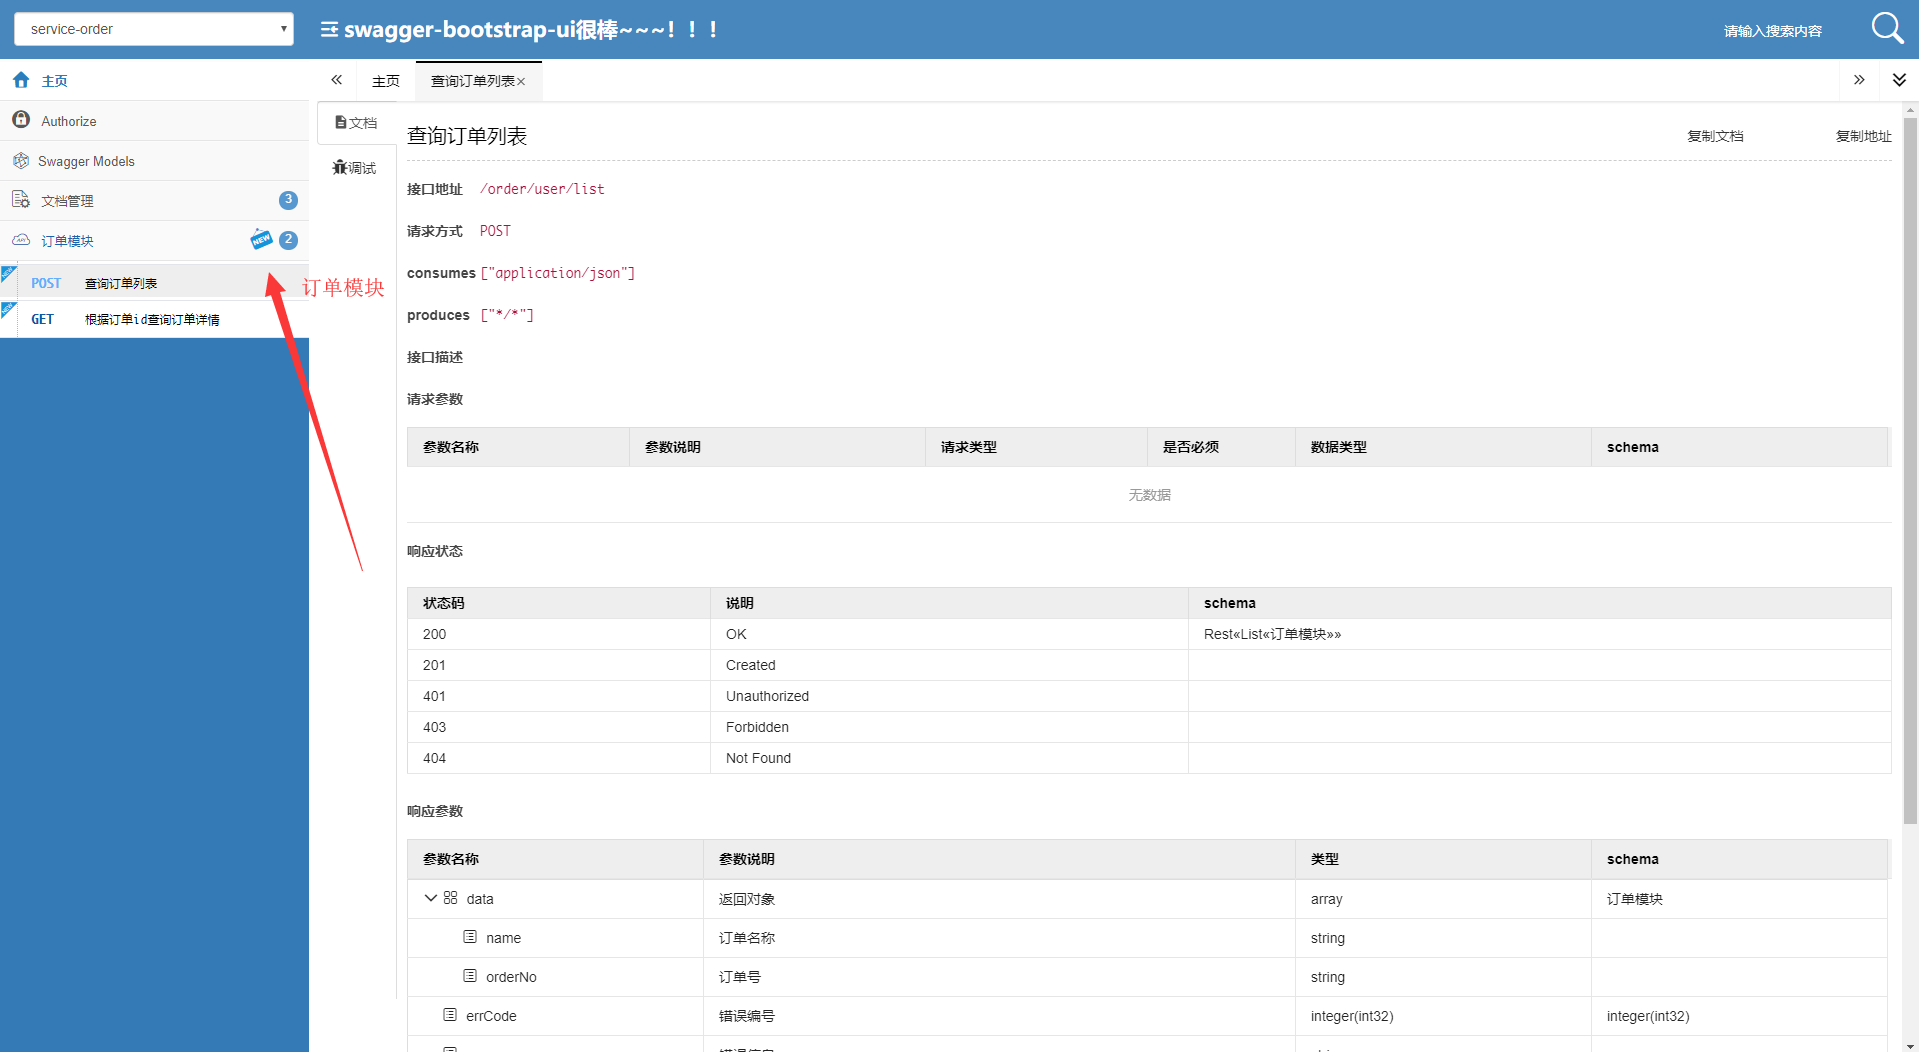 service-order
swagger-bootstrap-ui很棒~~~！！！
请输入搜索内容
主页
Authorize
Swagger Models
文档管理 3
订单模块 NEW 2
NEW POST 查询订单列表
NEW GET 根据订单id查询订单详情
订单模块
主页 查询订单列表×
文档
调试
查询订单列表 复制文档 复制地址
接口地址 /order/user/list
请求方式 POST
consumes ["application/json"]
produces ["*/*"]
接口描述
请求参数
参数名称 参数说明 请求类型 是否必须 数据类型 schema
无数据
响应状态
状态码 说明 schema
200 OK Rest«List«订单模块»»
201 Created
401 Unauthorized
403 Forbidden
404 Not Found
响应参数
参数名称 参数说明 类型 schema
data 返回对象 array 订单模块
name 订单名称 string
orderNo 订单号 string
errCode 错误编号 integer(int32) integer(int32)